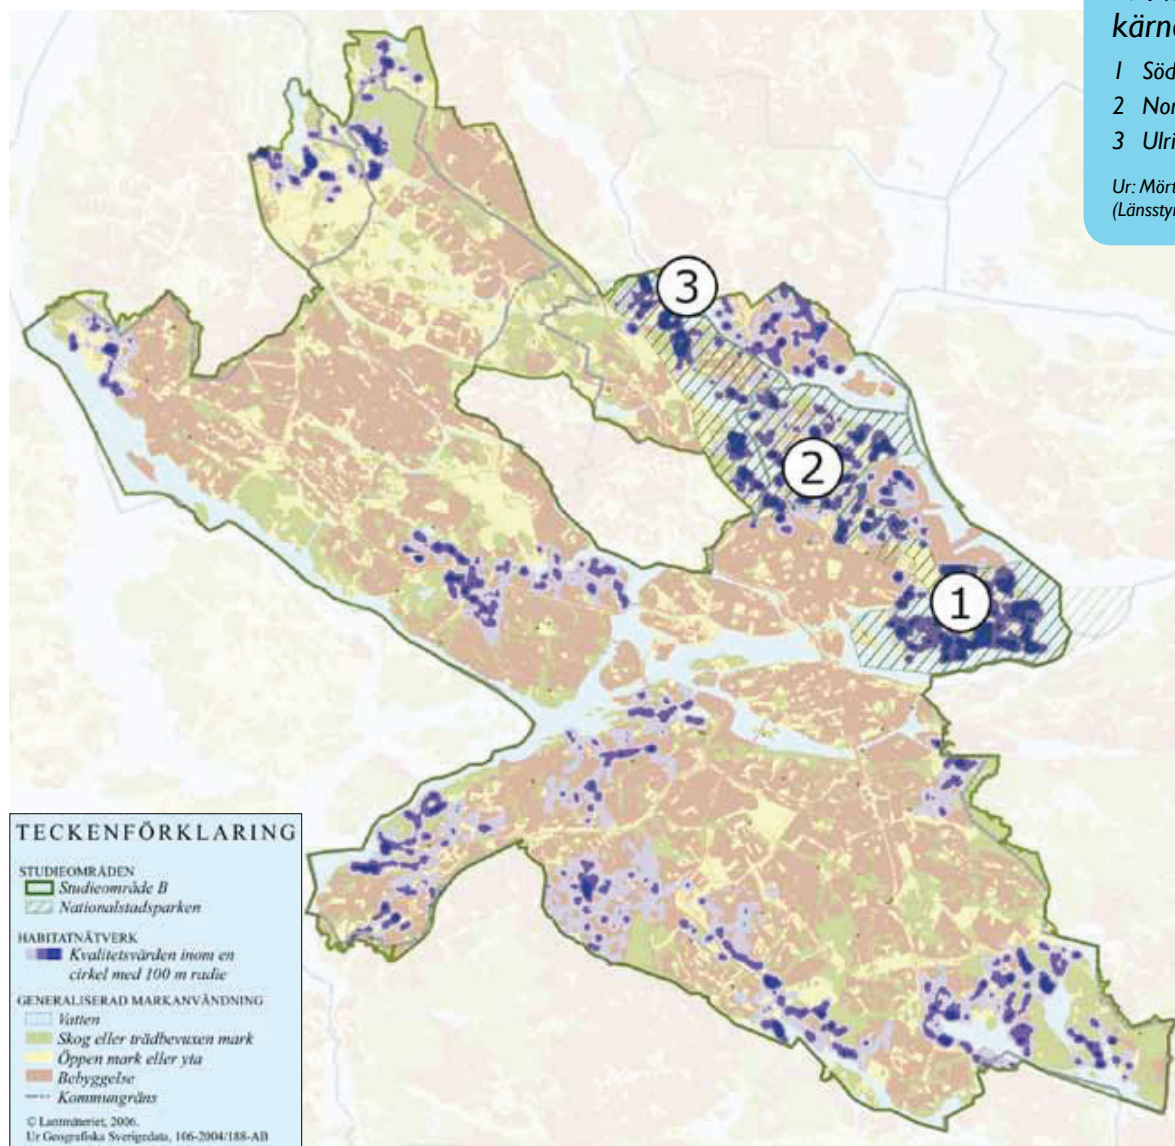 kärn
1 Söd
2 Nor
3 Ulri
Ur: Mört
(Länssty
3
2
1
TECKENFÖRKLARING
STUDIEOMRÅDEN
Studieområde B
Nationalstadsparken
HABITATNÄTVERK
Kvalitetsvärden inom en
cirkel med 100 m radie
GENERALISERAD MARKANVÄNDNING
Vatten
Skog eller trädbevuxen mark
Öppen mark eller yta
Bebyggelse
Kommungräns
© Lantmäteriet, 2006.
Ur Geografiska Sverigedata, 106-2004/188-AB